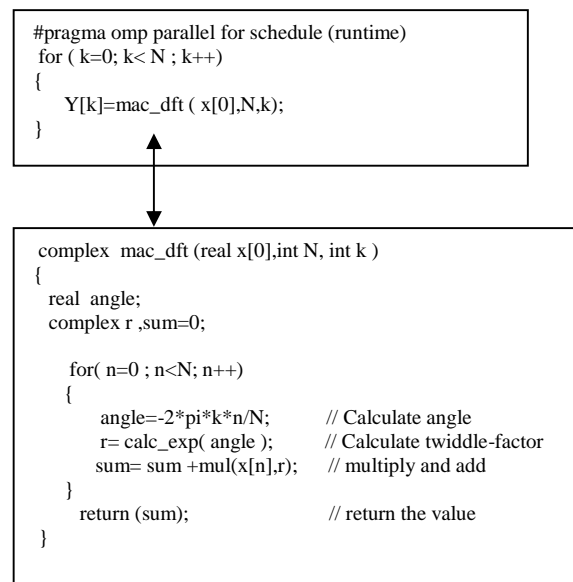 #pragma omp parallel for schedule (runtime)
for ( k=0; k< N ; k++)
{
Y[k]=mac_dft ( x[0],N,k);
}
complex mac_dft (real x[0],int N, int k )
{
real angle;
complex r ,sum=0;
for( n=0 ; n<N; n++)
{
angle=-2*pi*k*n/N; // Calculate angle
r= calc_exp( angle ); // Calculate twiddle-factor
sum= sum +mul(x[n],r); // multiply and add
}
return (sum); // return the value
}